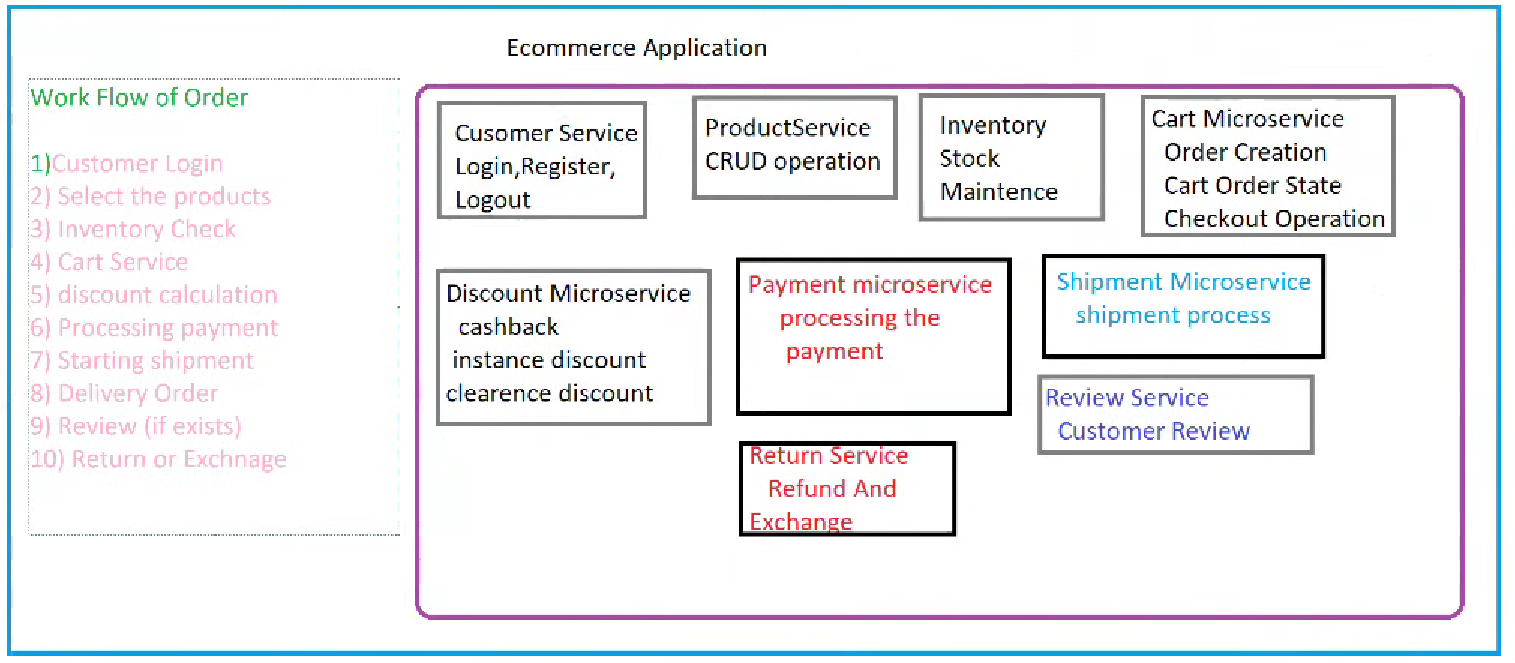 Ecommerce Application
Work Flow of Order
1)Customer Login
2) Select the products
3) Inventory Check
4) Cart Service
5) discount calculation
6) Processing payment
7) Starting shipment
8) Delivery Order
9) Review (if exists)
10) Return or Exchnage
Cusomer Service
Login,Register,
Logout
ProductService
CRUD operation
Inventory
Stock
Maintence
Cart Microservice
Order Creation
Cart Order State
Checkout Operation
Discount Microservice
cashback
instance discount
clearence discount
Payment microservice
processing the
payment
Shipment Microservice
shipment process
Review Service
Customer Review
Return Service
Refund And
Exchange